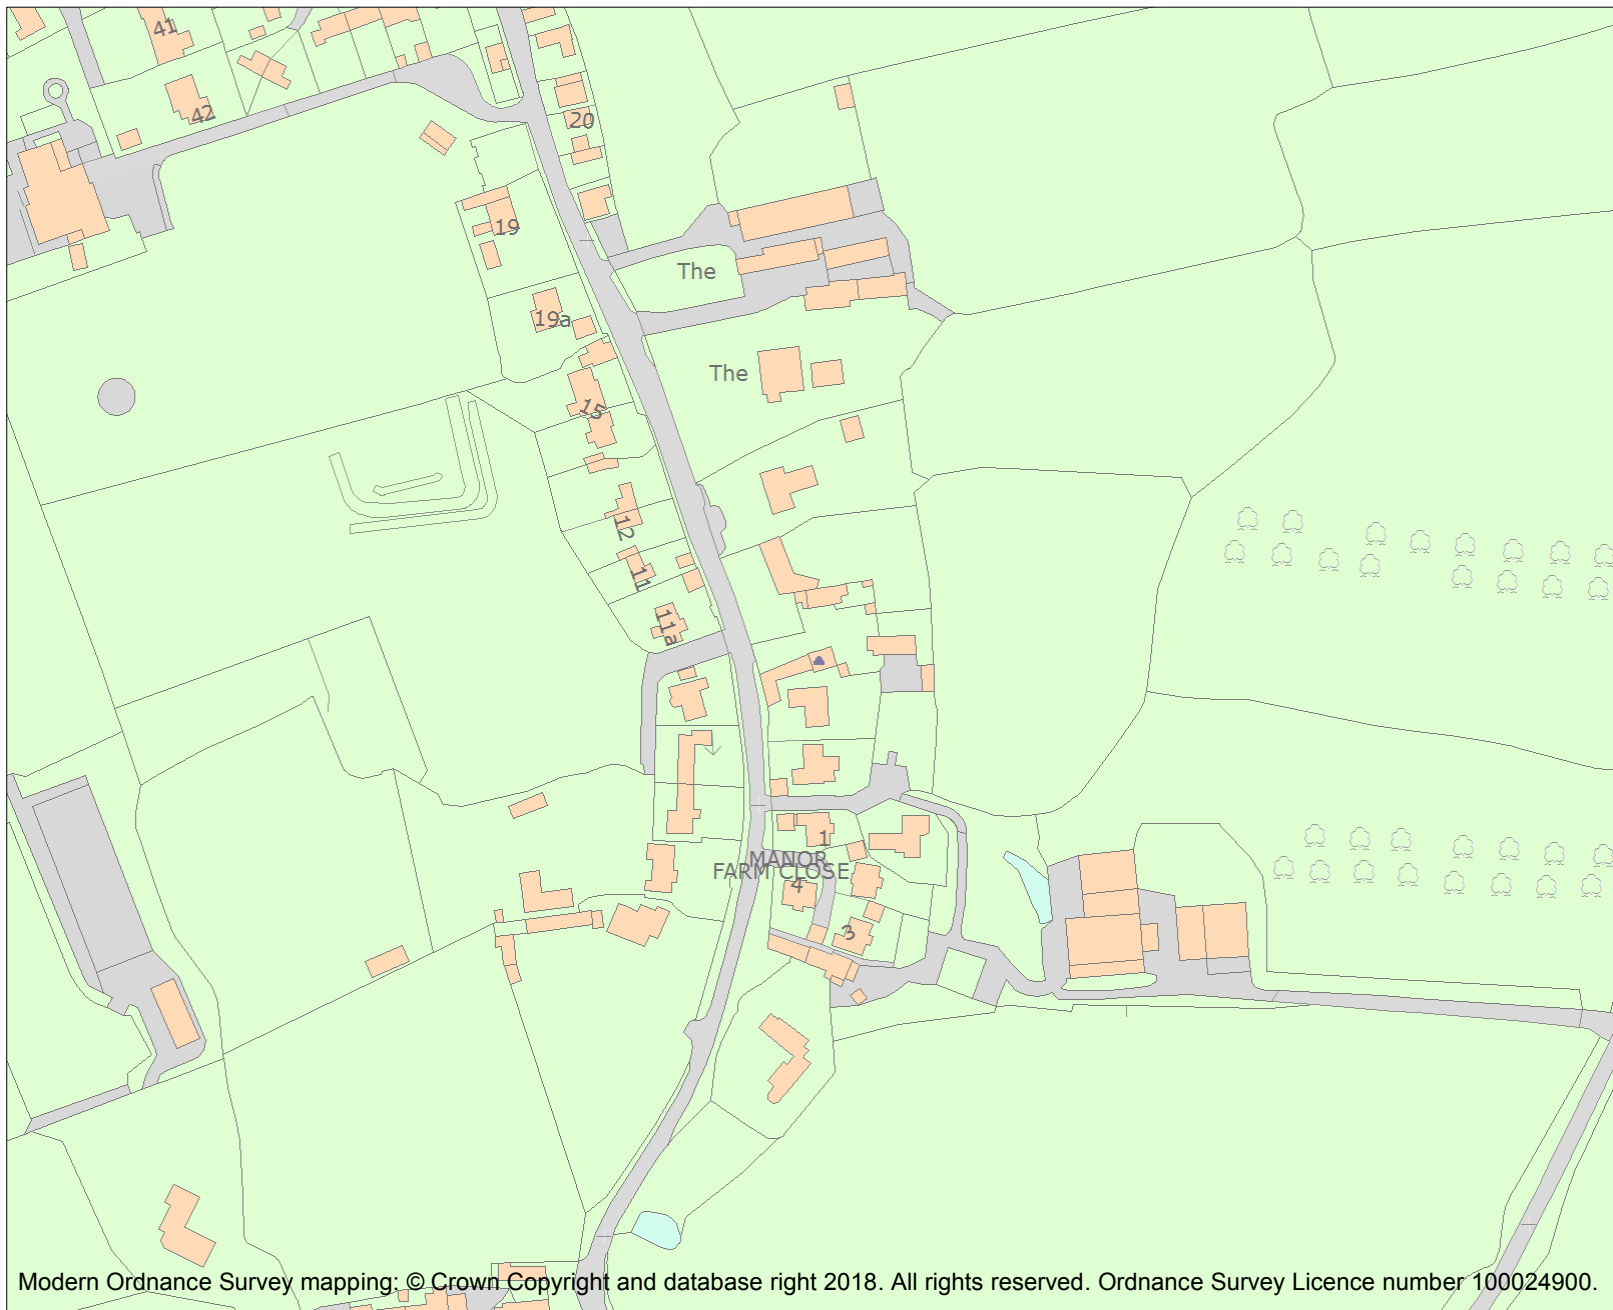 41
42
20
19
The
19a
The
15
12
11
11a
1
MANOR
FARM CLOSE
4
3
Modern Ordnance Survey mapping: © Crown Copyright and database right 2018. All rights reserved. Ordnance Survey Licence number 100024900.